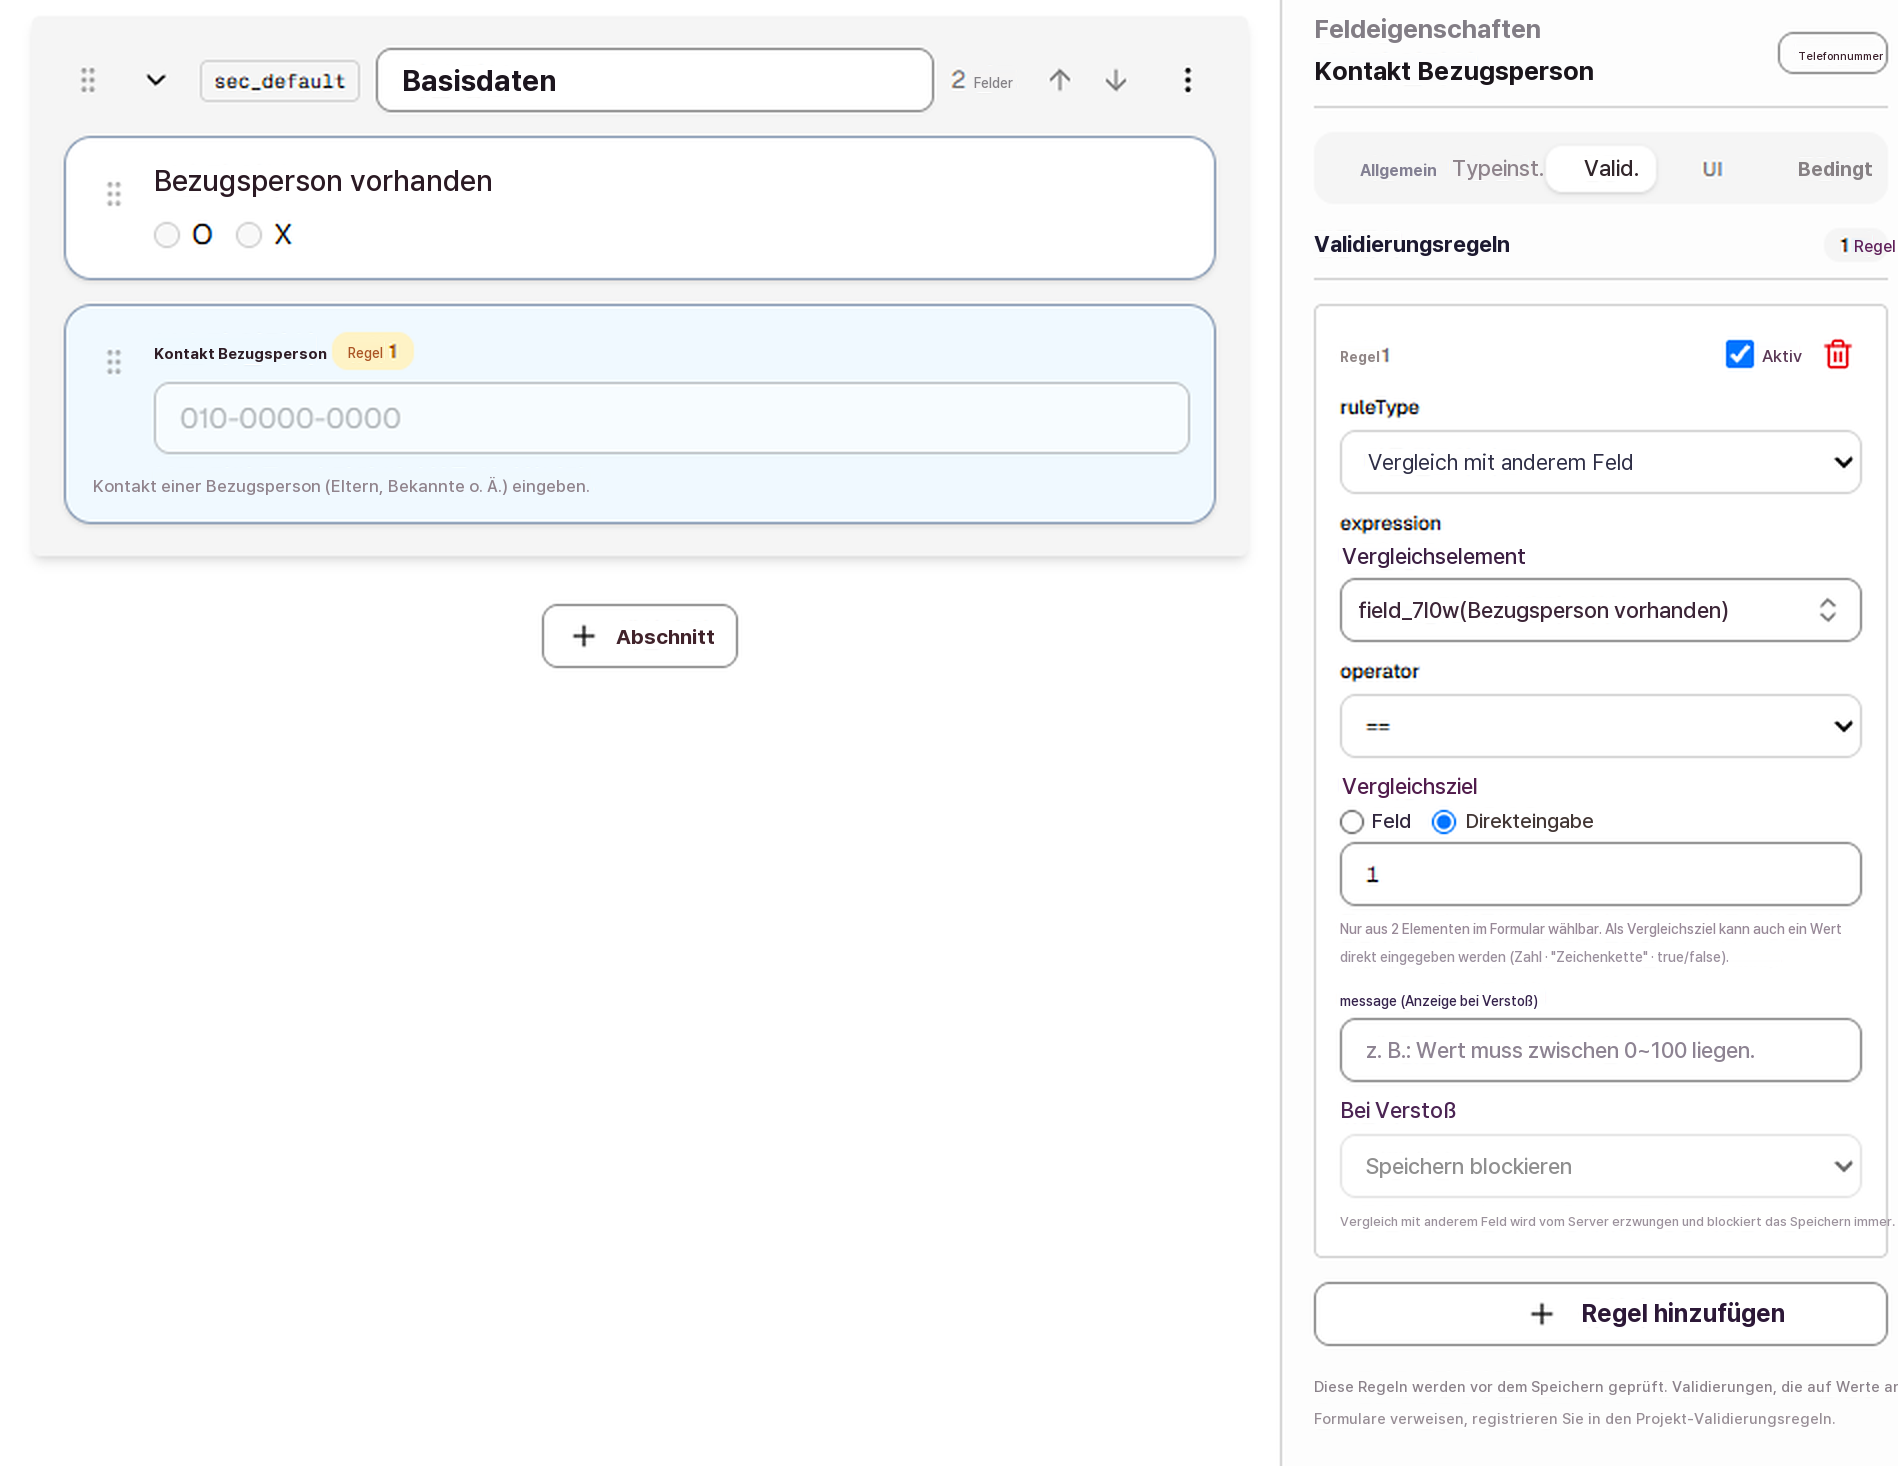 sec_default
Basisdaten
2 Felder
Bezugsperson vorhanden
O X
Kontakt Bezugsperson Regel 1
010-0000-0000
Kontakt einer Bezugsperson (Eltern, Bekannte o. Ä.) eingeben.
+ Abschnitt
Feldeigenschaften
Kontakt Bezugsperson
Telefonnummer
Allgemein Typeinst. Valid. UI Bedingt
Validierungsregeln
1 Regel
Regel 1
Aktiv
ruleType
Vergleich mit anderem Feld
expression
Vergleichselement
field_7l0w(Bezugsperson vorhanden)
operator
==
Vergleichsziel
Feld Direkteingabe
1
Nur aus 2 Elementen im Formular wählbar. Als Vergleichsziel kann auch ein Wert
direkt eingegeben werden (Zahl · "Zeichenkette" · true/false).
message (Anzeige bei Verstoß)
z. B.: Wert muss zwischen 0~100 liegen.
Bei Verstoß
Speichern blockieren
Vergleich mit anderem Feld wird vom Server erzwungen und blockiert das Speichern immer.
+ Regel hinzufügen
Diese Regeln werden vor dem Speichern geprüft. Validierungen, die auf Werte
Formulare verweisen, registrieren Sie in den Projekt-Validierungsregeln.